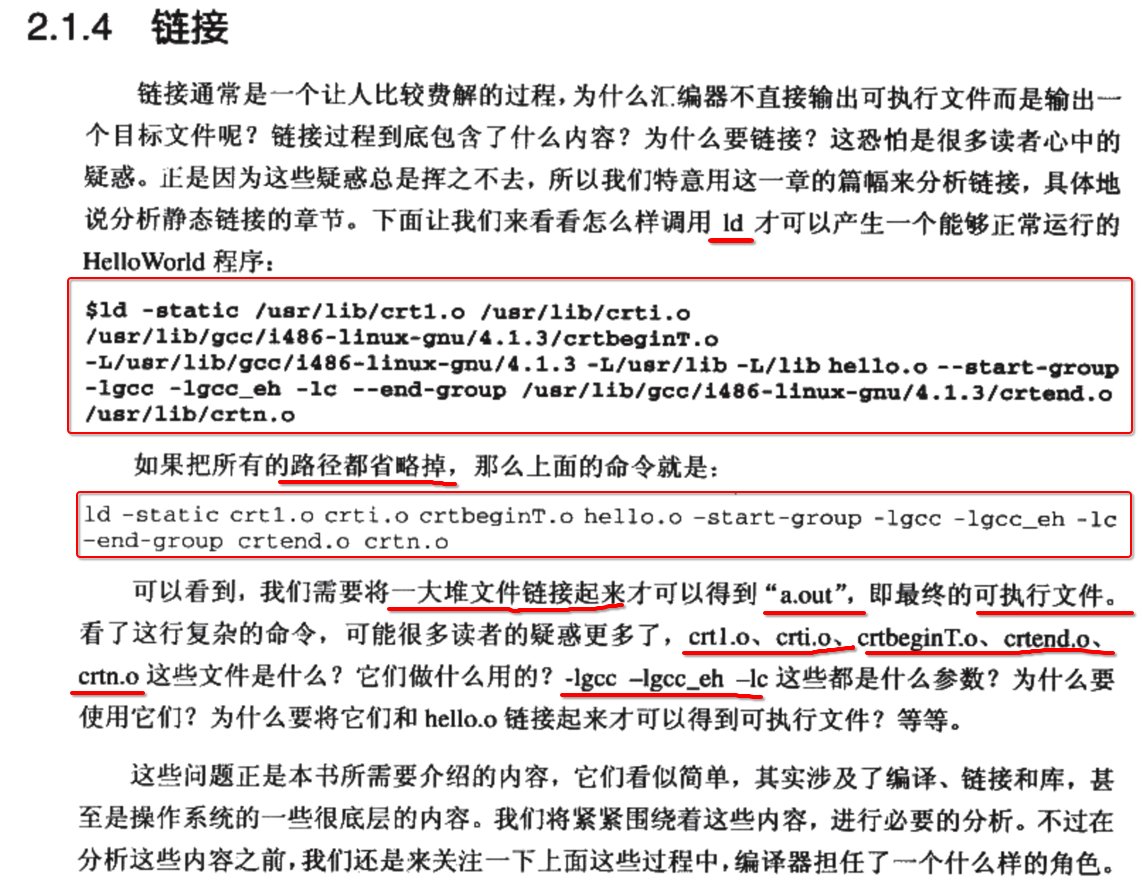 2.1.4 链接
链接通常是一个让人比较费解的过程，为什么汇编器不直接输出可执行文件而是输出一
个目标文件呢？链接过程到底包含了什么内容？为什么要链接？这恐怕是很多读者心中的
疑惑。正是因为这些疑惑总是挥之不去，所以我们特意用这一章的篇幅来分析链接，具体地
说分析静态链接的章节。下面让我们来看看怎么样调用 ld 才可以产生一个能够正常运行的
HelloWorld 程序：
$ld -static /usr/lib/crt1.o /usr/lib/crti.o
/usr/lib/gcc/i486-linux-gnu/4.1.3/crtbeginT.o
-L/usr/lib/gcc/i486-linux-gnu/4.1.3 -L/usr/lib -L/lib hello.o --start-group
-lgcc -lgcc_eh -lc --end-group /usr/lib/gcc/i486-linux-gnu/4.1.3/crtend.o
/usr/lib/crtn.o
如果把所有的路径都省略掉，那么上面的命令就是：
ld -static crt1.o crti.o crtbeginT.o hello.o -start-group -lgcc -lgcc_eh -lc
-end-group crtend.o crtn.o
可以看到，我们需要将一大堆文件链接起来才可以得到“a.out”，即最终的可执行文件。
看了这行复杂的命令，可能很多读者的疑惑更多了，crt1.o、crti.o、crtbeginT.o、crtend.o、
crtn.o 这些文件是什么？它们做什么用的？-lgcc –lgcc_eh –lc 这些都是什么参数？为什么要
使用它们？为什么要将它们和 hello.o 链接起来才可以得到可执行文件？等等。
这些问题正是本书所需要介绍的内容，它们看似简单，其实涉及了编译、链接和库，甚
至是操作系统的一些很底层的内容。我们将紧紧围绕着这些内容，进行必要的分析。不过在
分析这些内容之前，我们还是来关注一下上面这些过程中，编译器担任了一个什么样的角色。